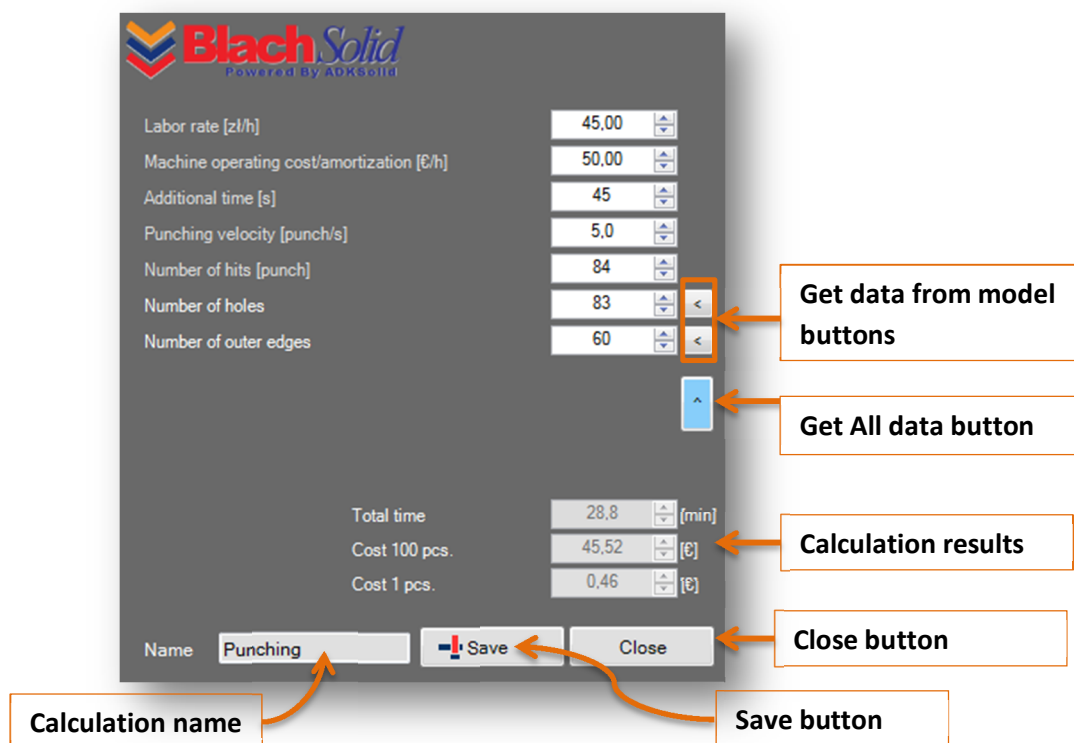 BlachSolid
Powered By ADKSolid
Labor rate [zł/h] 45,00
Machine operating cost/amortization [€/h] 50,00
Additional time [s] 45
Punching velocity [punch/s] 5,0
Number of hits [punch] 84
Number of holes 83 <
Number of outer edges 60 <
^
Get data from model
buttons
Get All data button
Total time 28,8 [min]
Cost 100 pcs. 45,52 [€]
Cost 1 pcs. 0,46 [€]
Calculation results
Name Punching Save Close
Close button
Calculation name
Save button